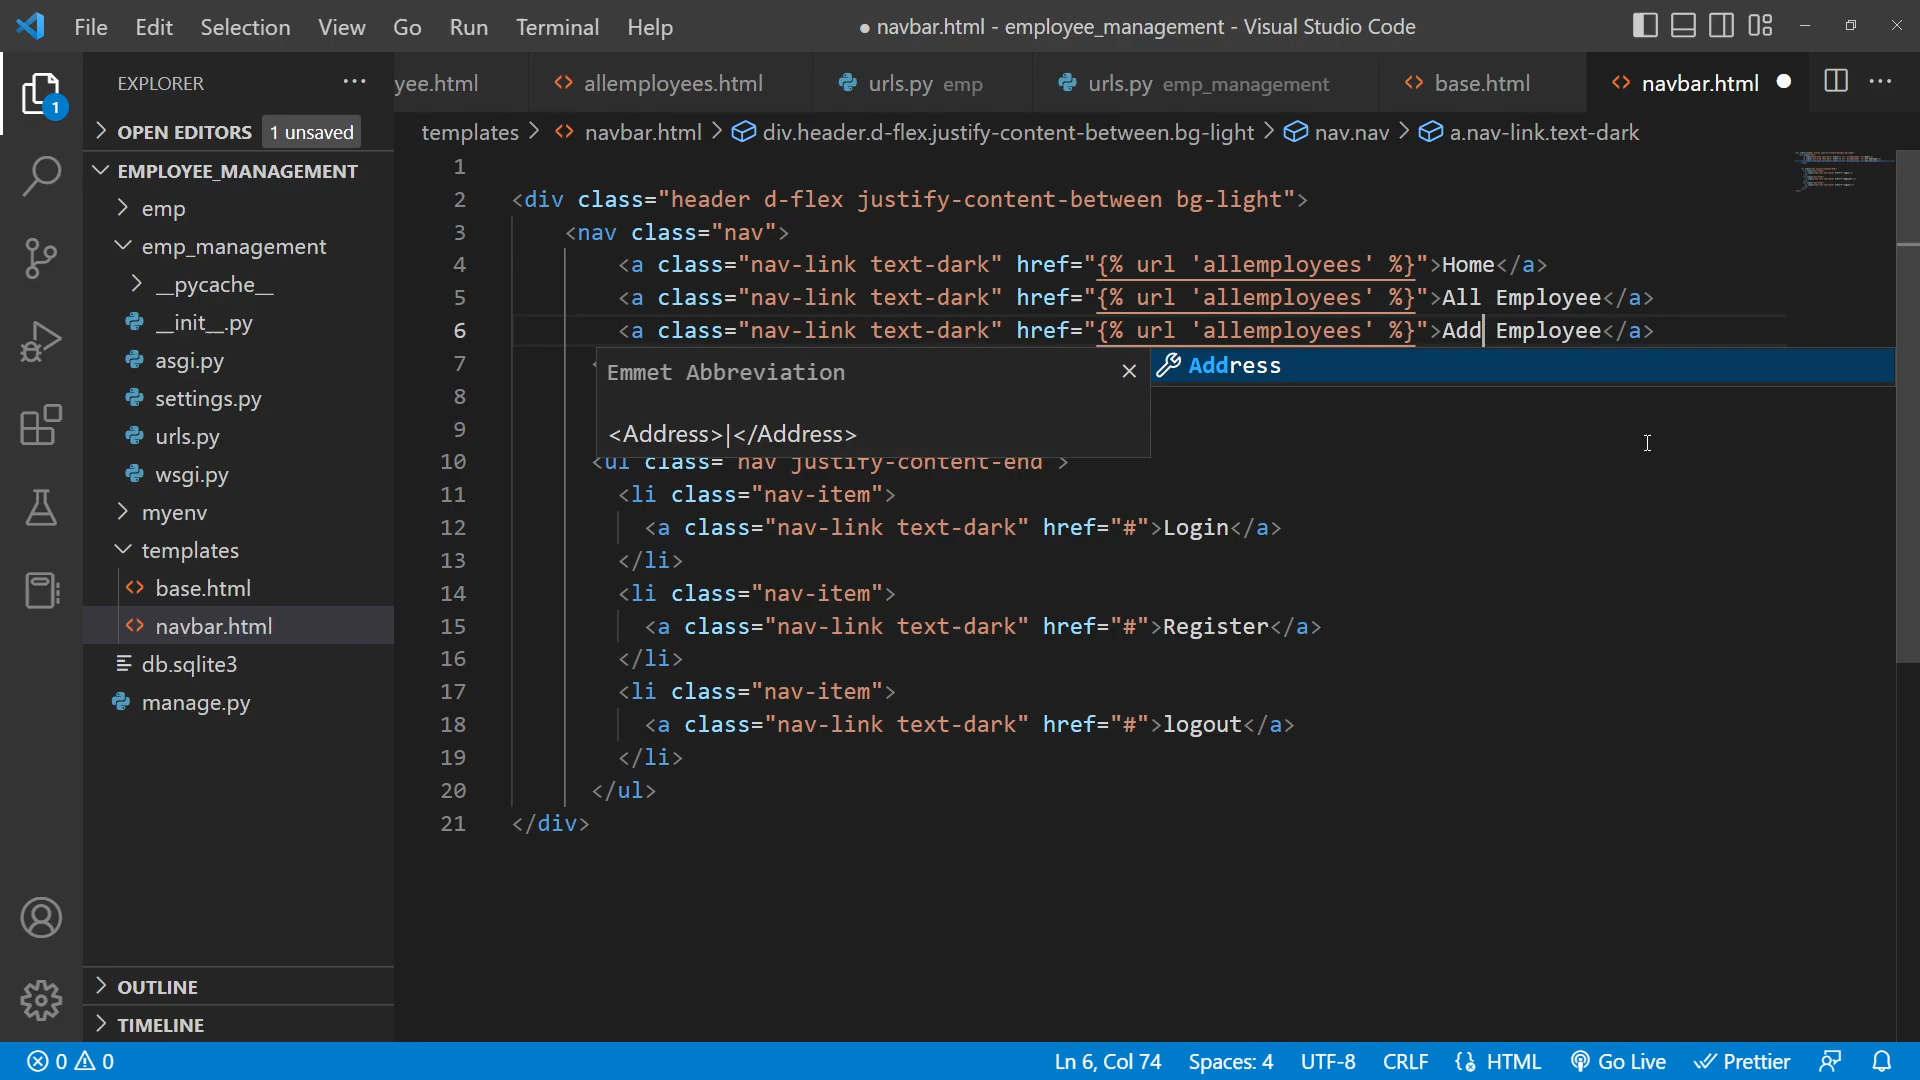 File Edit Selection View Go Run Terminal Help
● navbar.html - employee_management - Visual Studio Code
EXPLORER
yee.html
allemployees.html
urls.py emp
urls.py emp_management
base.html
navbar.html
OPEN EDITORS 1 unsaved
templates > navbar.html > div.header.d-flex.justify-content-between.bg-light > nav.nav > a.nav-link.text-dark
1
EMPLOYEE_MANAGEMENT
emp
emp_management
__pycache__
__init__.py
asgi.py
settings.py
urls.py
wsgi.py
myenv
templates
base.html
navbar.html
db.sqlite3
manage.py
OUTLINE
TIMELINE
1
2 <div class="header d-flex justify-content-between bg-light">
3 <nav class="nav">
4 <a class="nav-link text-dark" href="{% url 'allemployees' %}">Home</a>
5 <a class="nav-link text-dark" href="{% url 'allemployees' %}">All Employee</a>
6 <a class="nav-link text-dark" href="{% url 'allemployees' %}">Add Employee</a>
7
8
9
Emmet Abbreviation
<Address>|</Address>
Address
10 <ul class="nav justify-content-end">
11 <li class="nav-item">
12 <a class="nav-link text-dark" href="#">Login</a>
13 </li>
14 <li class="nav-item">
15 <a class="nav-link text-dark" href="#">Register</a>
16 </li>
17 <li class="nav-item">
18 <a class="nav-link text-dark" href="#">logout</a>
19 </li>
20 </ul>
21 </div>
0 0
Ln 6, Col 74 Spaces: 4 UTF-8 CRLF HTML Go Live Prettier